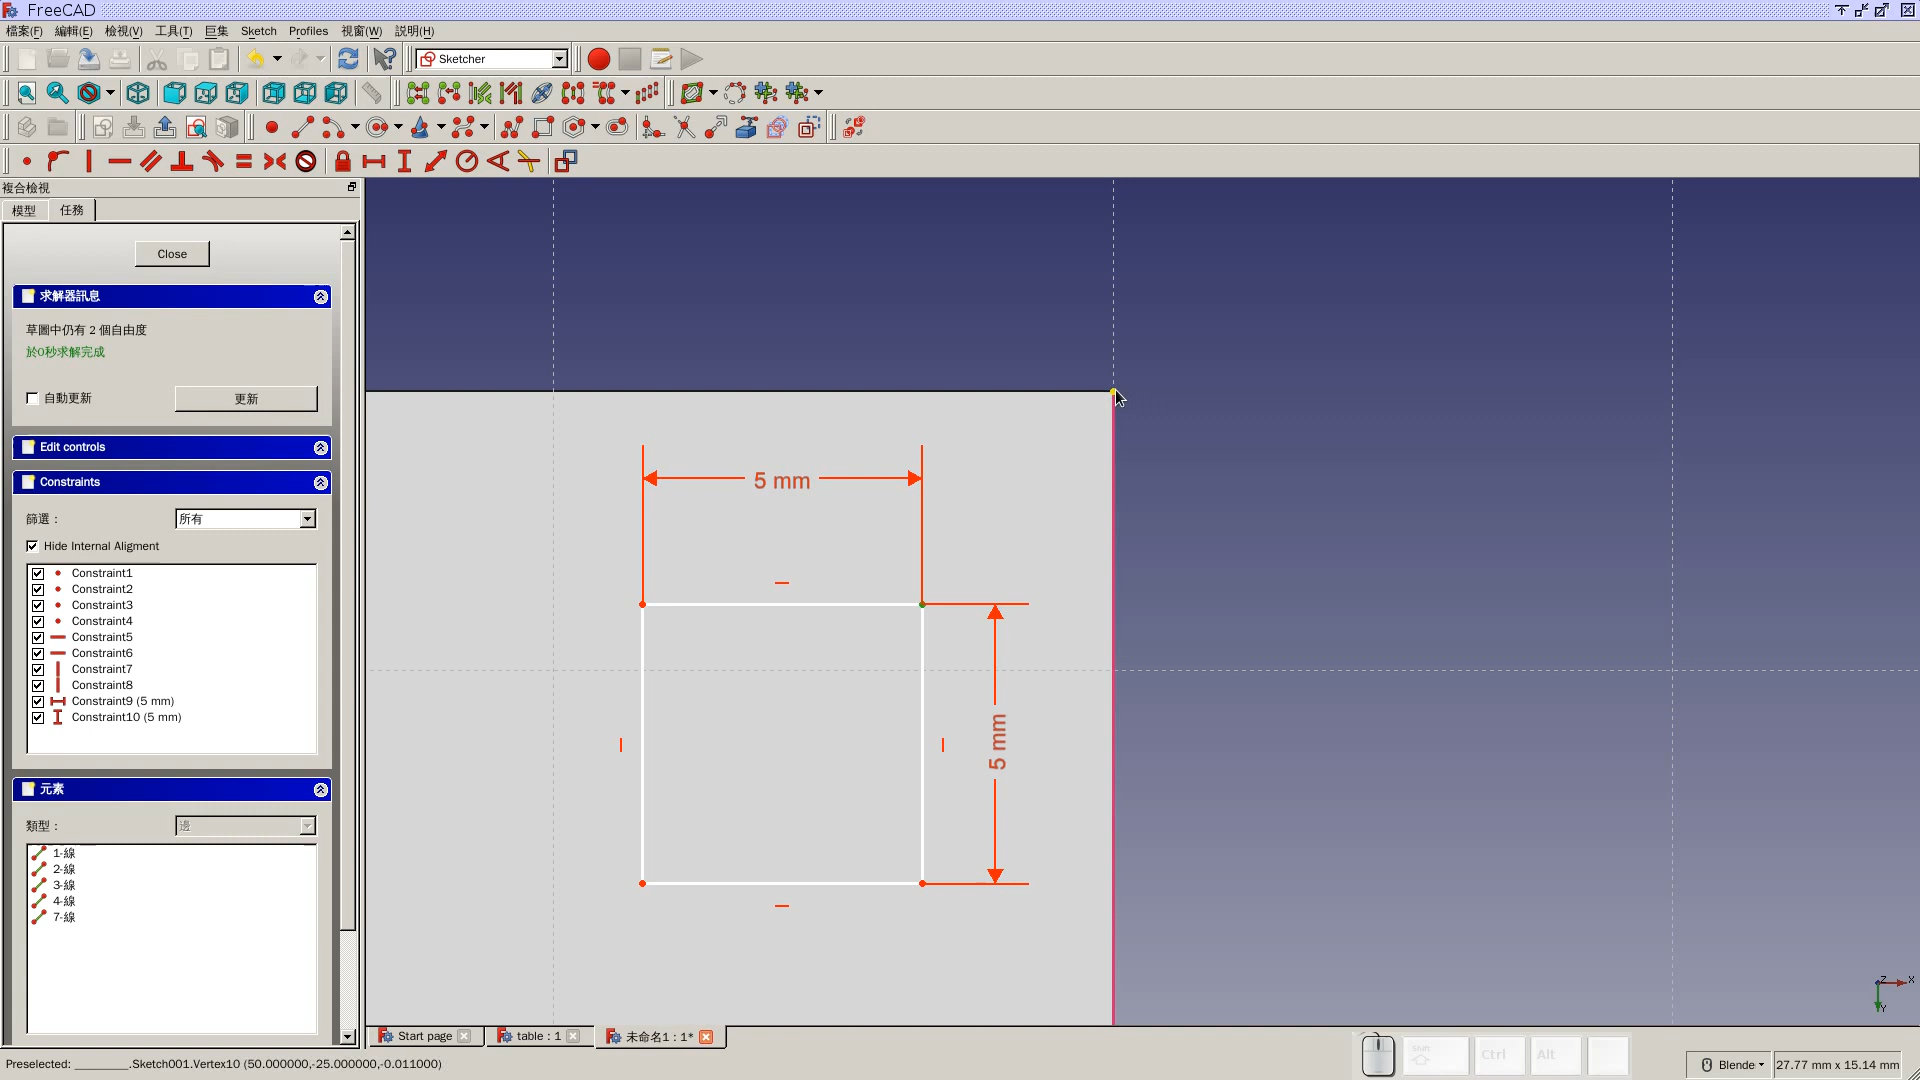 FreeCAD
檔案(F) 編輯(E) 檢視(V) 工具(T) 巨集 Sketch Profiles 視窗(W) 説明(H)
Sketcher
複合檢視
模型 任務
Close
求解器訊息
草圖中仍有 2 個自由度
於0秒求解完成
自動更新 更新
Edit controls
Constraints
篩選： 所有
Hide Internal Aligment
Constraint1
Constraint2
Constraint3
Constraint4
Constraint5
Constraint6
Constraint7
Constraint8
Constraint9 (5 mm)
Constraint10 (5 mm)
元素
類型： 邊
1-線
2-線
3-線
4-線
7-線
5 mm
5 mm
Z X
Y
Start page table : 1 未命名1 : 1*
Shift Ctrl Alt
Preselected: _________.Sketch001.Vertex10 (50.000000,-25.000000,-0.011000)
Blende 27.77 mm x 15.14 mm